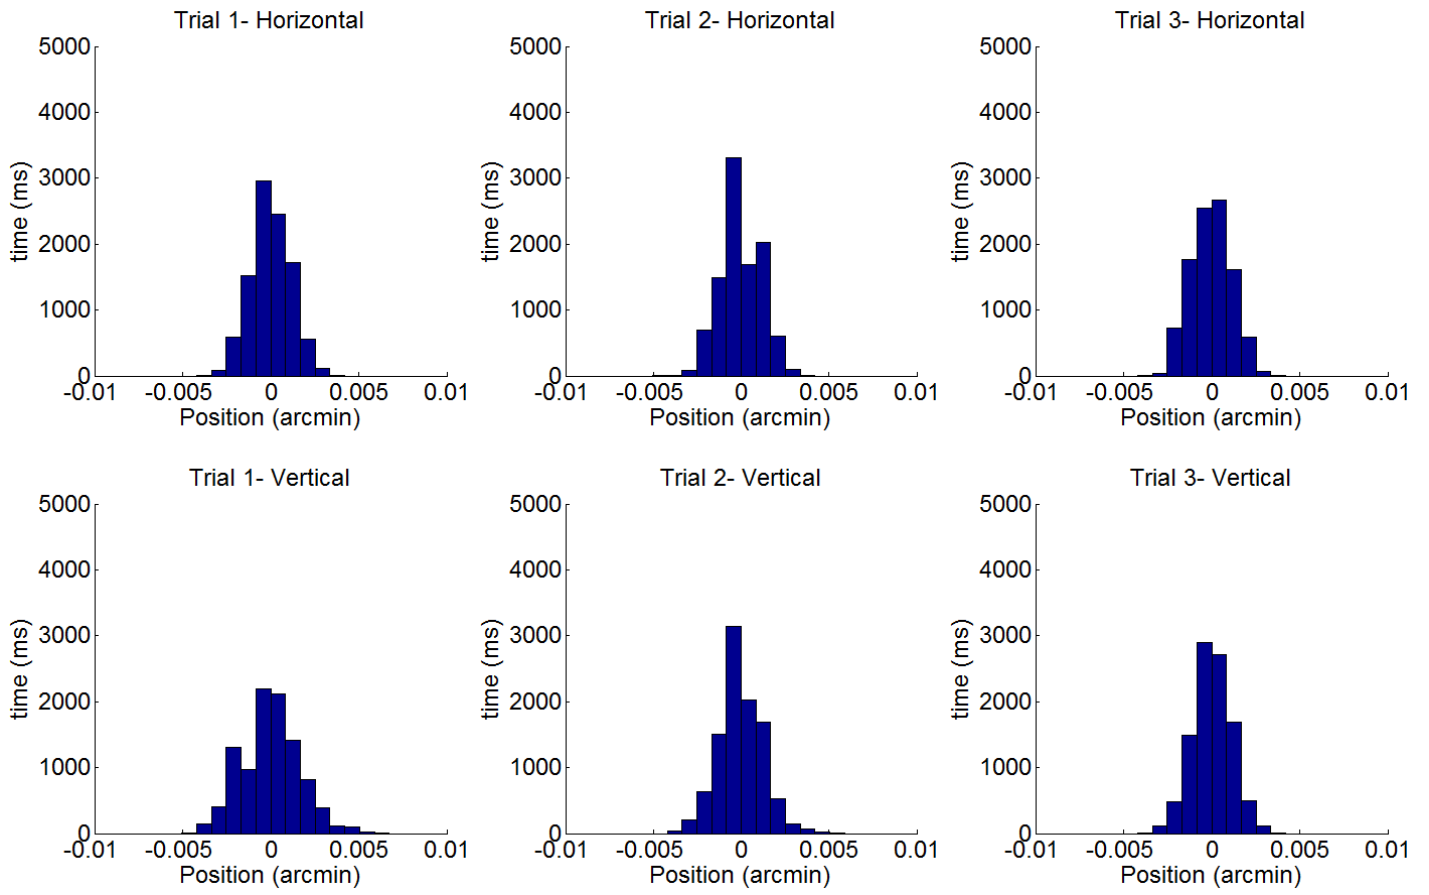 Trial 1- Horizontal
5000
4000
3000
2000
1000
0
time (ms)
-0.01 -0.005 0 0.005 0.01
Position (arcmin)
Trial 2- Horizontal
5000
4000
3000
2000
1000
0
time (ms)
-0.01 -0.005 0 0.005 0.01
Position (arcmin)
Trial 3- Horizontal
5000
4000
3000
2000
1000
0
time (ms)
-0.01 -0.005 0 0.005 0.01
Position (arcmin)
Trial 1- Vertical
5000
4000
3000
2000
1000
0
time (ms)
-0.01 -0.005 0 0.005 0.01
Position (arcmin)
Trial 2- Vertical
5000
4000
3000
2000
1000
0
time (ms)
-0.01 -0.005 0 0.005 0.01
Position (arcmin)
Trial 3- Vertical
5000
4000
3000
2000
1000
0
time (ms)
-0.01 -0.005 0 0.005 0.01
Position (arcmin)